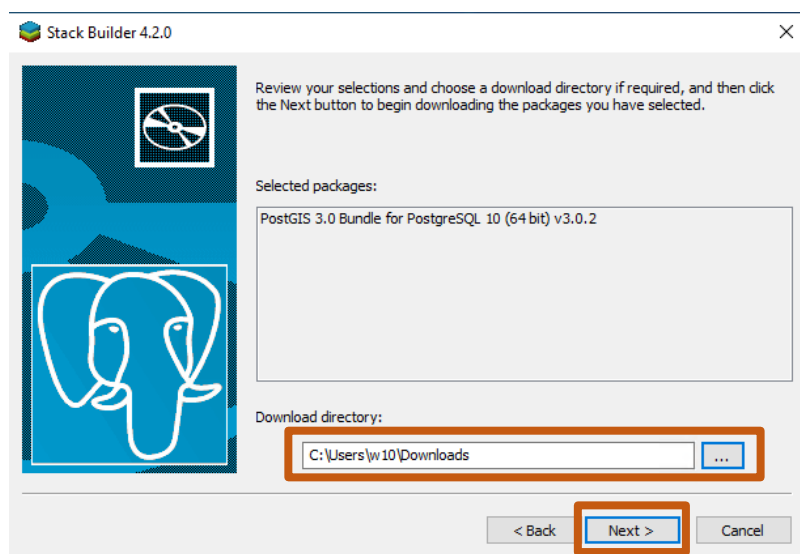 Stack Builder 4.2.0
Review your selections and choose a download directory if required, and then click
the Next button to begin downloading the packages you have selected.
Selected packages:
PostGIS 3.0 Bundle for PostgreSQL 10 (64 bit) v3.0.2
Download directory:
C:\Users\w10\Downloads
...
< Back
Next >
Cancel